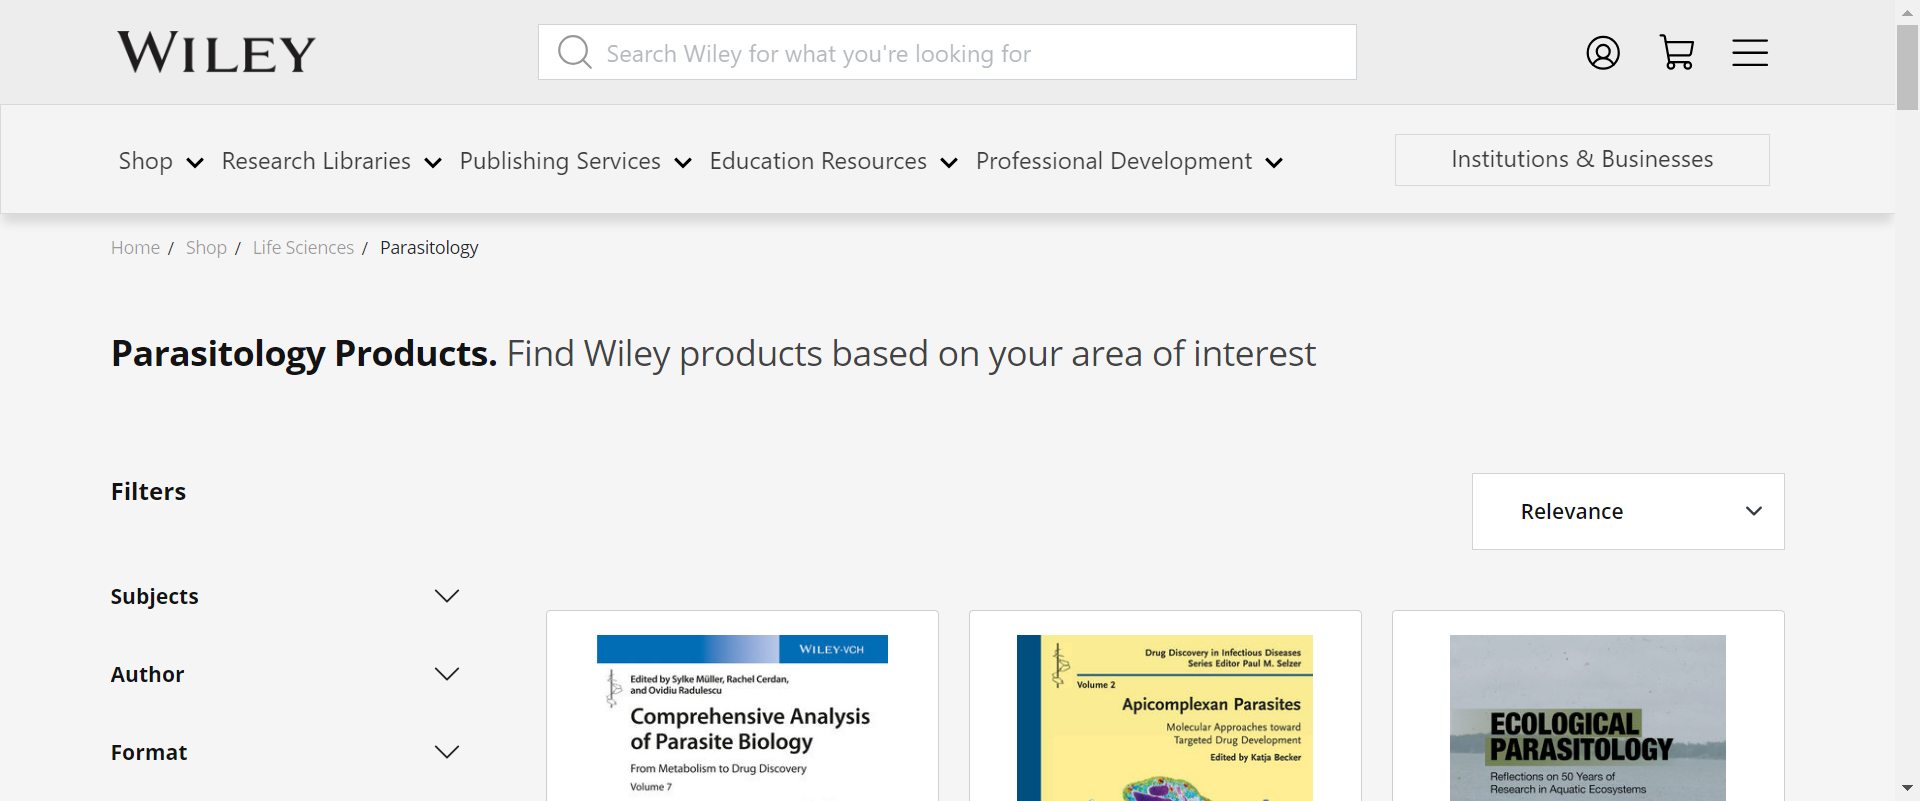 WILEY
Search Wiley for what you're looking for
Shop Research Libraries Publishing Services Education Resources Professional Development Institutions & Businesses
Home / Shop / Life Sciences / Parasitology
Parasitology Products. Find Wiley products based on your area of interest
Filters
Relevance
Subjects
Author
Format
WILEY-VCH
Edited by Sylke Müller, Rachel Cerdan,
and Ovidiu Radulescu
Comprehensive Analysis
of Parasite Biology
From Metabolism to Drug Discovery
Volume 7
Drug Discovery in Infectious Diseases
Series Editor Paul M. Selzer
Volume 2
Apicomplexan Parasites
Molecular Approaches toward
Targeted Drug Development
Edited by Katja Becker
ECOLOGICAL
PARASITOLOGY
Reflections on 50 Years of
Research in Aquatic Ecosystems